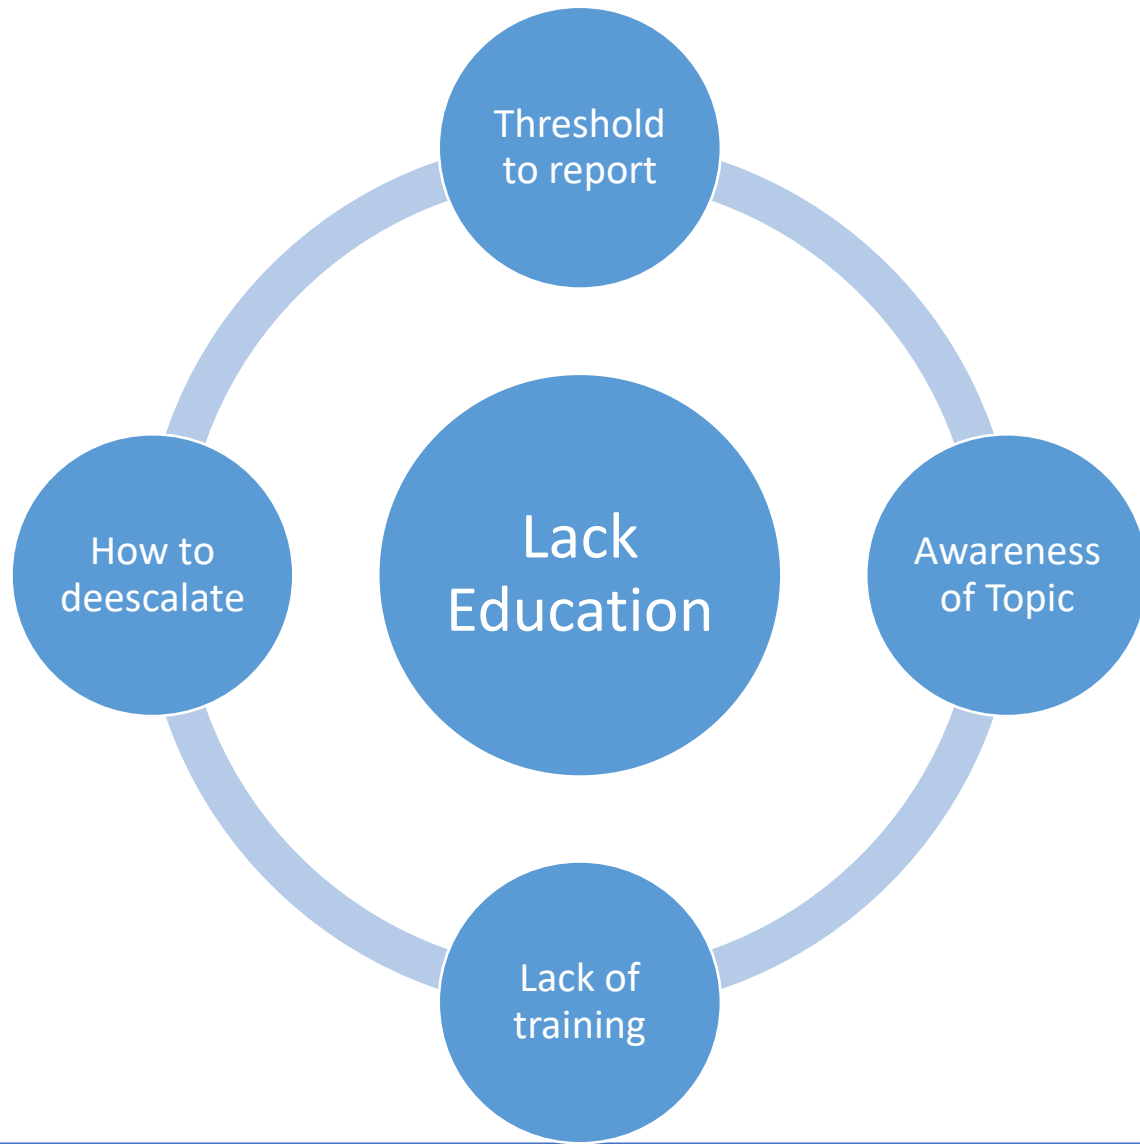 Threshold
to report
How to
deescalate
Lack
Education
Awareness
of Topic
Lack of
training